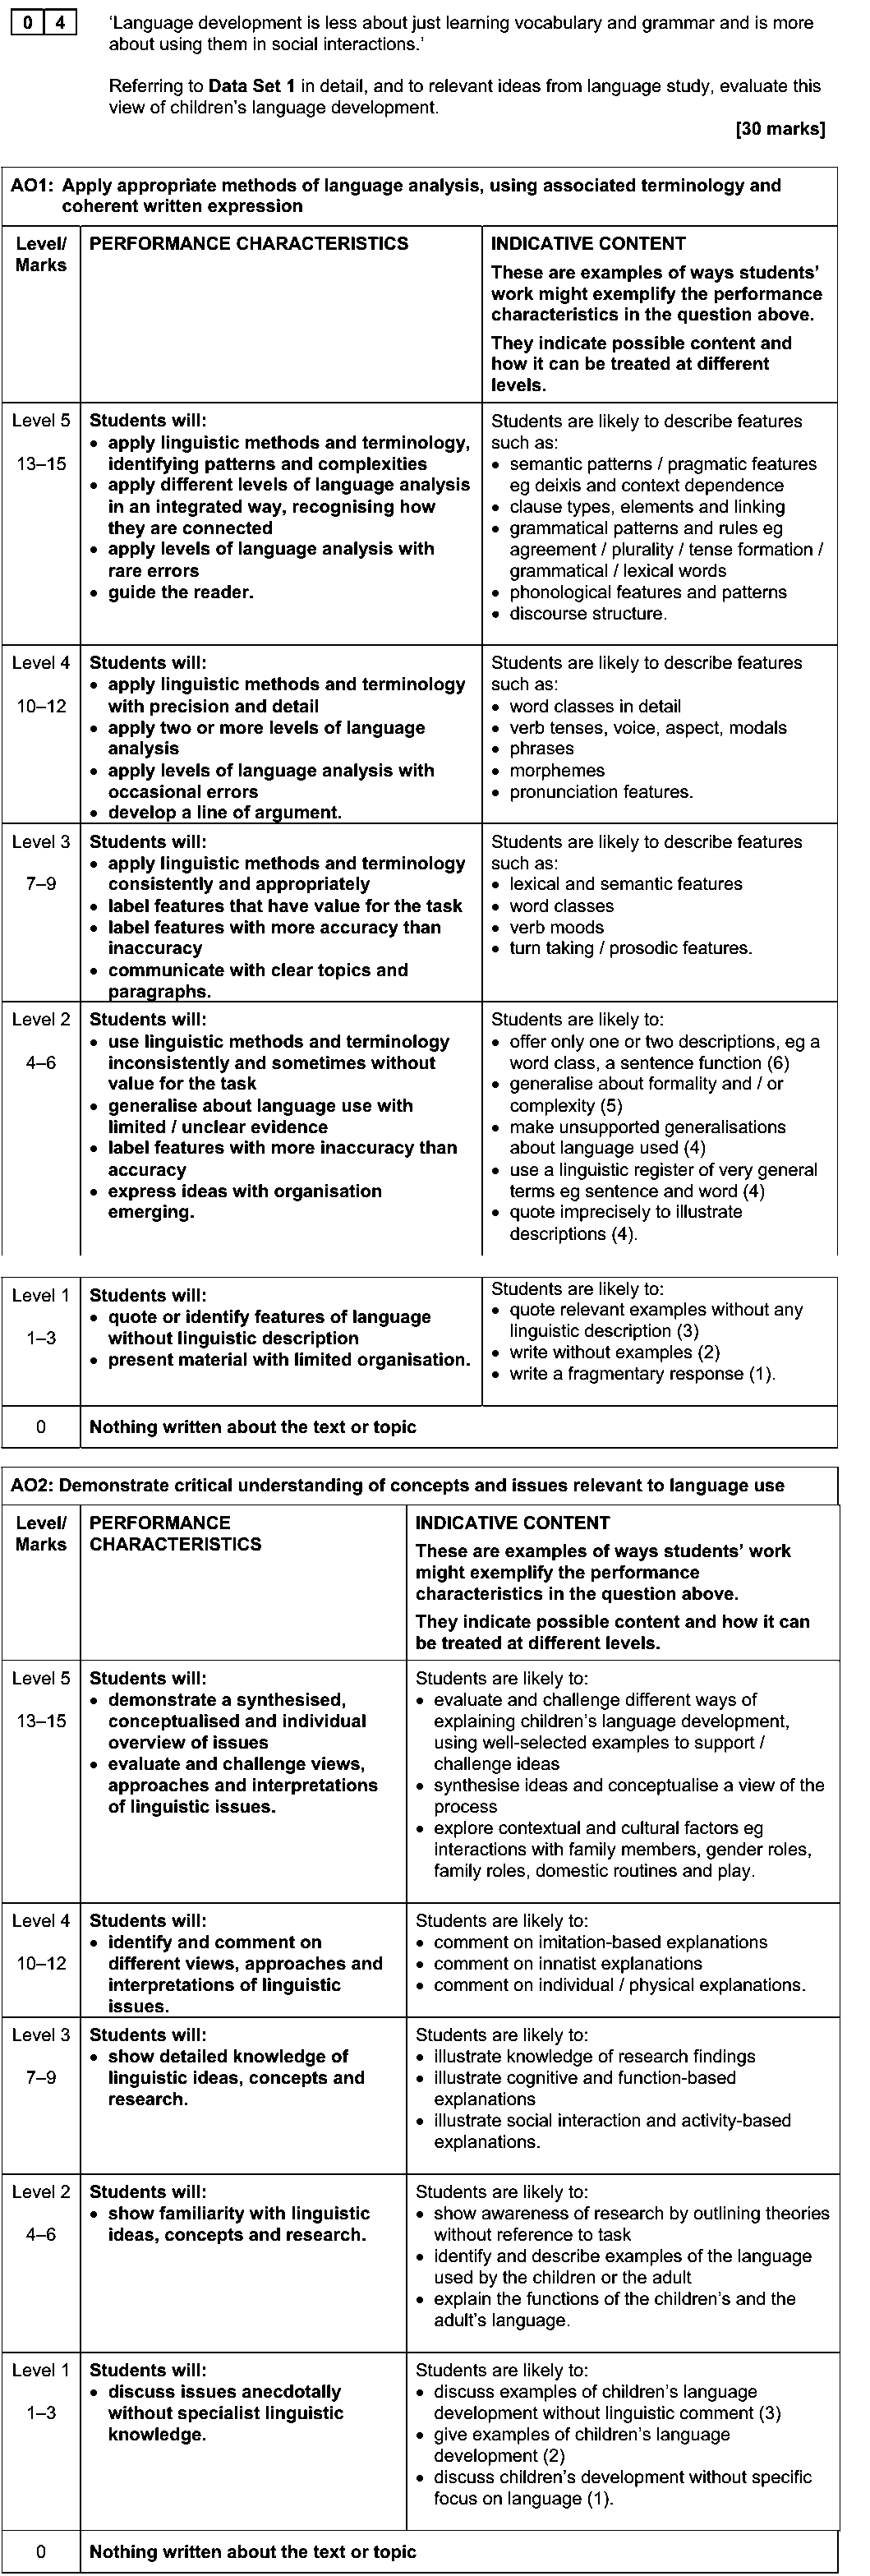 0 4 ‘Language development is less about just learning vocabulary and grammar and is more
about using them in social interactions.’
Referring to Data Set 1 in detail, and to relevant ideas from language study, evaluate this
view of children’s language development.
[30 marks]
AO1: Apply appropriate methods of language analysis, using associated terminology and
coherent written expression
Level/
Marks
PERFORMANCE CHARACTERISTICS
INDICATIVE CONTENT
These are examples of ways students’
work might exemplify the performance
characteristics in the question above.
They indicate possible content and
how it can be treated at different
levels.
Level 5
13–15
Students will:
• apply linguistic methods and terminology,
identifying patterns and complexities
• apply different levels of language analysis
in an integrated way, recognising how
they are connected
• apply levels of language analysis with
rare errors
• guide the reader.
Students are likely to describe features
such as:
• semantic patterns / pragmatic features
eg deixis and context dependence
• clause types, elements and linking
• grammatical patterns and rules eg
agreement / plurality / tense formation /
grammatical / lexical words
• phonological features and patterns
• discourse structure.
Level 4
10–12
Students will:
• apply linguistic methods and terminology
with precision and detail
• apply two or more levels of language
analysis
• apply levels of language analysis with
occasional errors
• develop a line of argument.
Students are likely to describe features
such as:
• word classes in detail
• verb tenses, voice, aspect, modals
• phrases
• morphemes
• pronunciation features.
Level 3
7–9
Students will:
• apply linguistic methods and terminology
consistently and appropriately
• label features that have value for the task
• label features with more accuracy than
inaccuracy
• communicate with clear topics and
paragraphs.
Students are likely to describe features
such as:
• lexical and semantic features
• word classes
• verb moods
• turn taking / prosodic features.
Level 2
4–6
Students will:
• use linguistic methods and terminology
inconsistently and sometimes without
value for the task
• generalise about language use with
limited / unclear evidence
• label features with more inaccuracy than
accuracy
• express ideas with organisation
emerging.
Students are likely to:
• offer only one or two descriptions, eg a
word class, a sentence function (6)
• generalise about formality and / or
complexity (5)
• make unsupported generalisations
about language used (4)
• use a linguistic register of very general
terms eg sentence and word (4)
• quote imprecisely to illustrate
descriptions (4).
Level 1
1–3
Students will:
• quote or identify features of language
without linguistic description
• present material with limited organisation.
Students are likely to:
• quote relevant examples without any
linguistic description (3)
• write without examples (2)
• write a fragmentary response (1).
0
Nothing written about the text or topic
AO2: Demonstrate critical understanding of concepts and issues relevant to language use
Level/
Marks
PERFORMANCE
CHARACTERISTICS
INDICATIVE CONTENT
These are examples of ways students’ work
might exemplify the performance
characteristics in the question above.
They indicate possible content and how it can
be treated at different levels.
Level 5
13–15
Students will:
• demonstrate a synthesised,
conceptualised and individual
overview of issues
• evaluate and challenge views,
approaches and interpretations
of linguistic issues.
Students are likely to:
• evaluate and challenge different ways of
explaining children’s language development,
using well-selected examples to support /
challenge ideas
• synthesise ideas and conceptualise a view of the
process
• explore contextual and cultural factors eg
interactions with family members, gender roles,
family roles, domestic routines and play.
Level 4
10–12
Students will:
• identify and comment on
different views, approaches and
interpretations of linguistic
issues.
Students are likely to:
• comment on imitation-based explanations
• comment on innatist explanations
• comment on individual / physical explanations.
Level 3
7–9
Students will:
• show detailed knowledge of
linguistic ideas, concepts and
research.
Students are likely to:
• illustrate knowledge of research findings
• illustrate cognitive and function-based
explanations
• illustrate social interaction and activity-based
explanations.
Level 2
4–6
Students will:
• show familiarity with linguistic
ideas, concepts and research.
Students are likely to:
• show awareness of research by outlining theories
without reference to task
• identify and describe examples of the language
used by the children or the adult
• explain the functions of the children’s and the
adult’s language.
Level 1
1–3
Students will:
• discuss issues anecdotally
without specialist linguistic
knowledge.
Students are likely to:
• discuss examples of children’s language
development without linguistic comment (3)
• give examples of children’s language
development (2)
• discuss children’s development without specific
focus on language (1).
0
Nothing written about the text or topic